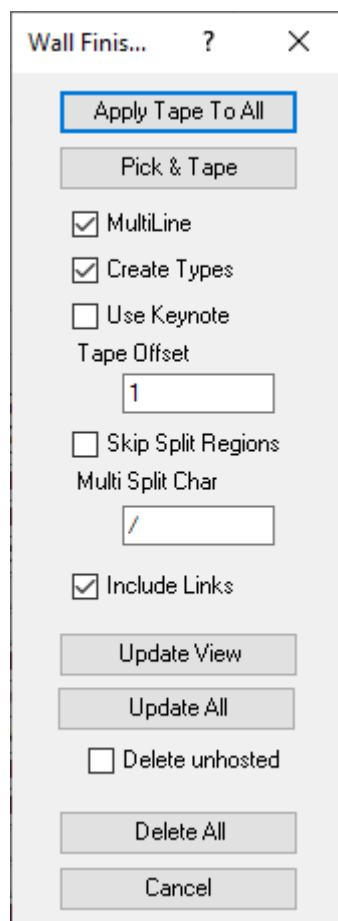 Wall Finis... ?
Apply Tape To All
Pick & Tape
MultiLine
Create Types
Use Keynote
Tape Offset
1
Skip Split Regions
Multi Split Char
/
Include Links
Update View
Update All
Delete unhosted
Delete All
Cancel